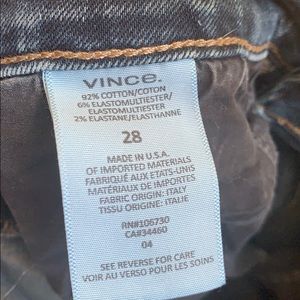 VINCE.
92% COTTON/COTON
6% ELASTOMULTIESTER/
ELASTOMULTIESTER
2% ELASTANE/ELASTHANNE
28
MADE IN U.S.A.
OF IMPORTED MATERIALS
FABRIQUÉ AUX ETATS-UNIS
MATÉRIAUX DE IMPORTES
FABRIC ORIGIN: ITALY
TISSU ORIGINE: ITALIE
RN#106730
CA#34460
04
SEE REVERSE FOR CARE
VOIR AU VERSO POUR LES SOINS